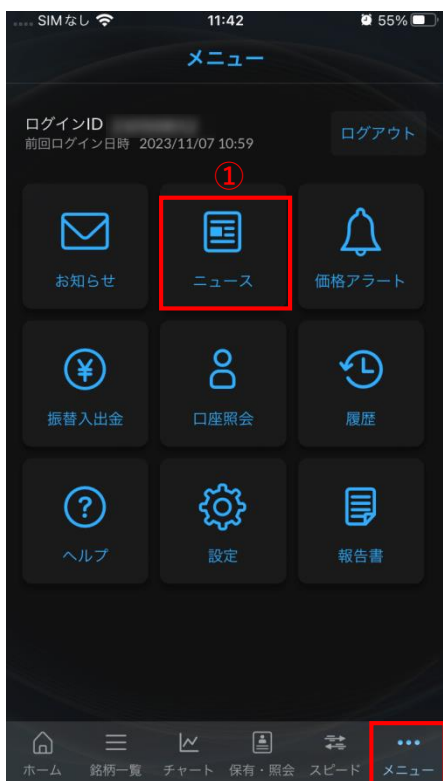 SIMなし 11:42 55%
メニュー
ログインID
前回ログイン日時 2023/11/07 10:59
ログアウト
①
お知らせ ニュース 価格アラート
振替入出金 口座照会 履歴
ヘルプ 設定 報告書
ホーム 銘柄一覧 チャート 保有・照会 スピード メニュー